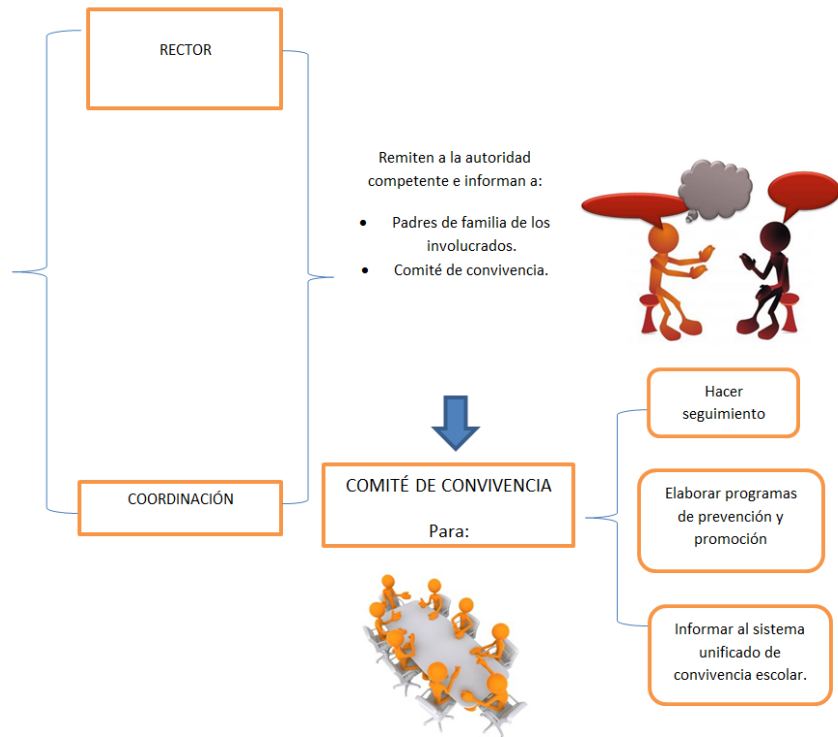 RECTOR
Remiten a la autoridad
competente e informan a:
• Padres de familia de los
involucrados.
• Comité de convivencia.
Hacer
seguimiento
COORDINACIÓN
COMITÉ DE CONVIVENCIA
Para:
Elaborar programas
de prevención y
promoción
Informar al sistema
unificado de
convivencia escolar.